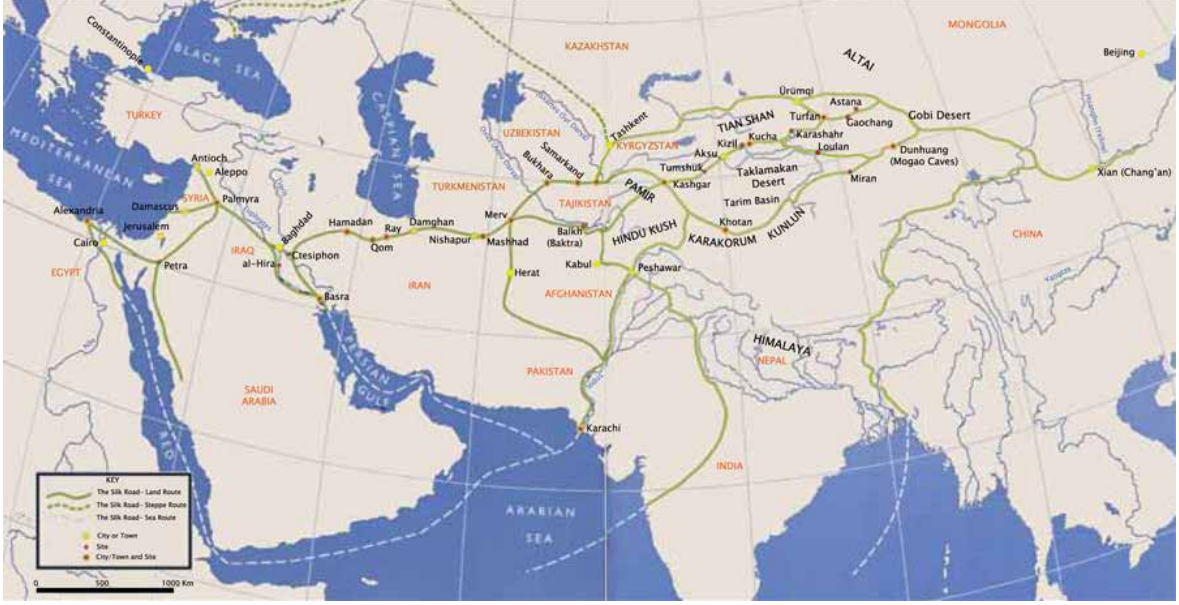 MONGOLIA
Constantinople
BLACK SEA
KAZAKHSTAN
ALTAI
Beijing
TURKEY
CASPIAN SEA
UZBEKISTAN
Tashkent
KYRGYZSTAN
TIAN SHAN
Ürümqi
Astana
Turfan
Gaochang
Gobi Desert
Karashahr
Kucha
Kizil
Loulan
Dunhuang
(Mogao Caves)
Aksu
Tumshuk
Taklamakan
Desert
Miran
Xian (Chang'an)
MEDITERRANEAN
SEA
Antioch
Aleppo
SYRIA
Palmyra
Damascus
Jerusalem
Alexandria
Cairo
EGYPT
Petra
Nile
IRAQ
Baghdad
Ctesiphon
al-Hira
Basra
Hamadan
Qom
Ray
Damghan
Nishapur
Mashhad
Merv
TURKMENISTAN
Bukhara
Samarkand
TAJIKISTAN
PAMIR
Kashgar
Tarim Basin
Khotan
KUNLUN
KARAKORUM
HINDU KUSH
Balkh
(Baktra)
Kabul
Peshawar
Herat
AFGHANISTAN
IRAN
CHINA
Yangtze
HIMALAYA
NEPAL
PAKISTAN
PERSIAN
GULF
SAUDI
ARABIA
RED
Karachi
INDIA
ARABIAN
SEA
KEY
The Silk Road- Land Route
The Silk Road- Steppe Route
The Silk Road- Sea Route
City or Town
Site
City/Town and Site
0 500 1000 Km